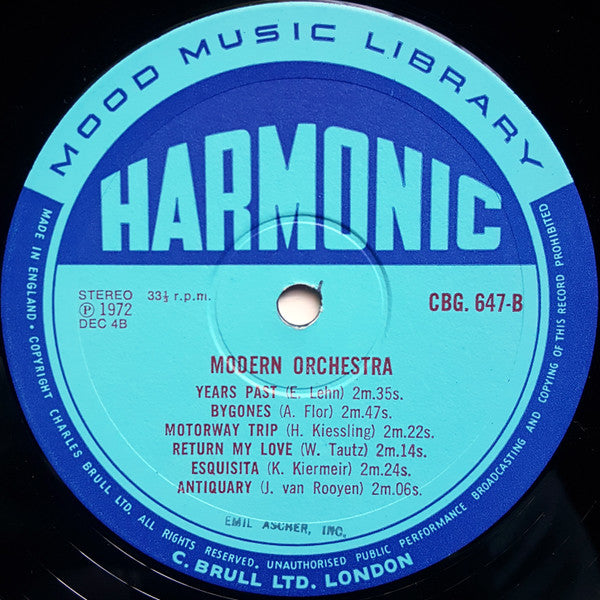 MOOD MUSIC LIBRARY
HARMONIC
STEREO 33⅓ r.p.m.
Ⓟ 1972
DEC 4B
CBG. 647-B
MODERN ORCHESTRA
YEARS PAST (E. Lehn) 2m.35s.
BYGONES (A. Flor) 2m.47s.
MOTORWAY TRIP (H. Kiessling) 2m.22s.
RETURN MY LOVE (W. Tautz) 2m.14s.
ESQUISITA (K. Kiermeir) 2m.24s.
ANTIQUARY (J. van Rooyen) 2m.06s.
EMIL ASCHER, INC.
MADE IN ENGLAND • COPYRIGHT CHARLES BRULL LTD. ALL RIGHTS RESERVED. UNAUTHORISED PUBLIC PERFORMANCE BROADCASTING AND COPYING OF THIS RECORD PROHIBITED
C. BRULL LTD. LONDON